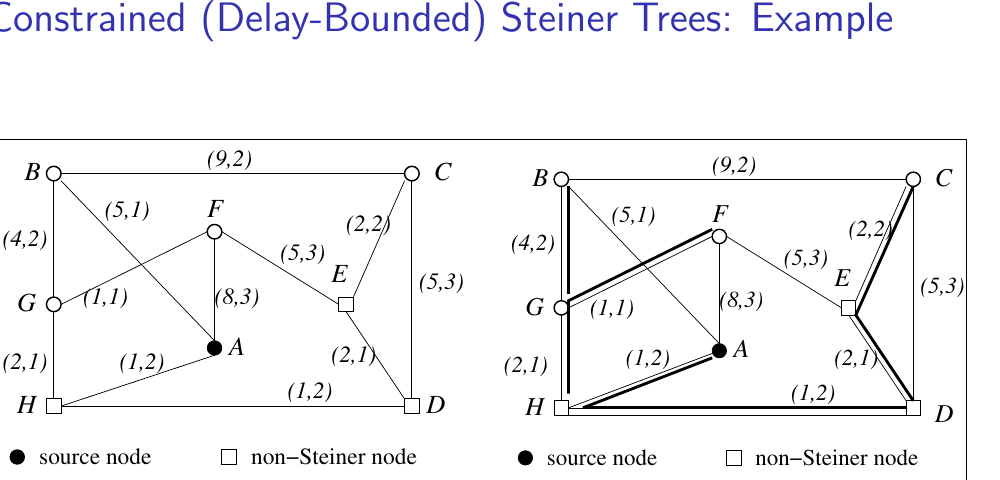 Constrained (Delay-Bounded) Steiner Trees: Example
B
(9,2)
C
(5,1)
F
(4,2)
(2,2)
(5,3)
E
(5,3)
G
(1,1)
(8,3)
A
(2,1)
(1,2)
(2,1)
(1,2)
H
D
source node
non−Steiner node
B
(9,2)
C
(5,1)
F
(4,2)
(2,2)
(5,3)
E
(5,3)
G
(1,1)
(8,3)
A
(2,1)
(1,2)
(2,1)
(1,2)
H
D
source node
non−Steiner node